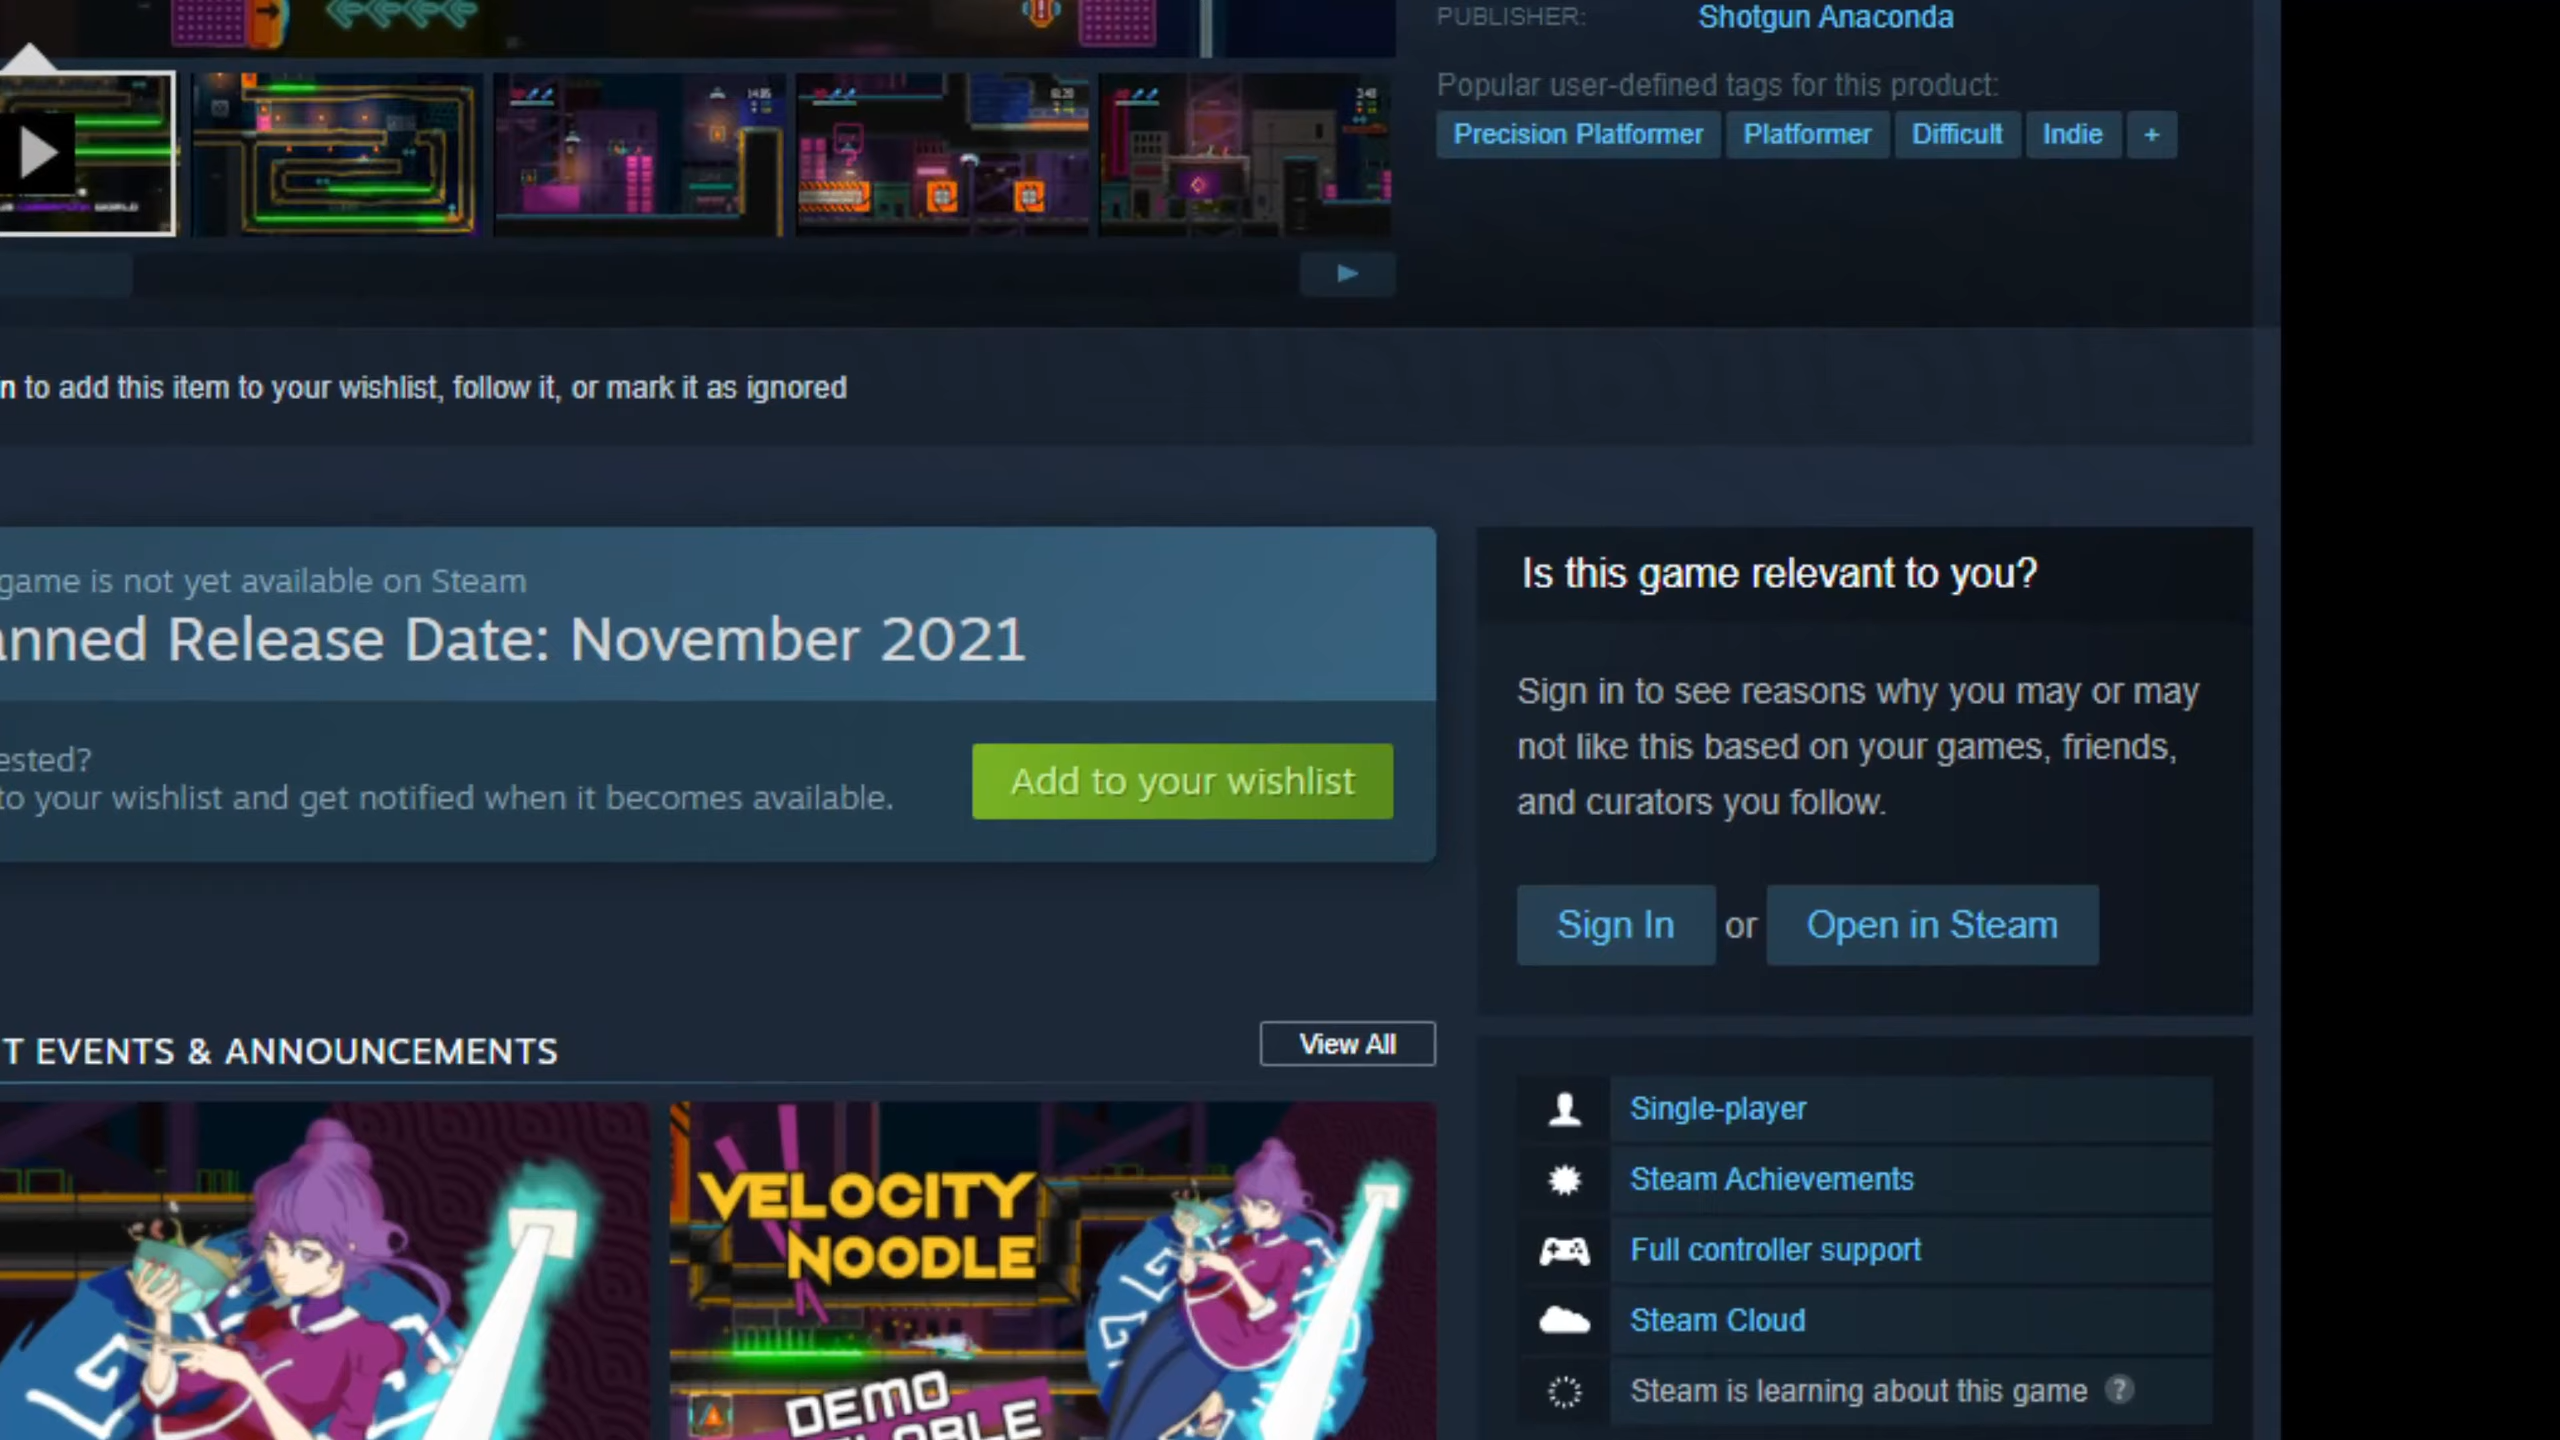 PUBLISHER: Shotgun Anaconda
Popular user-defined tags for this product:
Precision Platformer Platformer Difficult Indie +
n to add this item to your wishlist, follow it, or mark it as ignored
game is not yet available on Steam
anned Release Date: November 2021
ested?
to your wishlist and get notified when it becomes available.
Add to your wishlist
Is this game relevant to you?
Sign in to see reasons why you may or may
not like this based on your games, friends,
and curators you follow.
Sign In or Open in Steam
T EVENTS & ANNOUNCEMENTS
View All
VELOCITY
NOODLE
DEMO
Single-player
Steam Achievements
Full controller support
Steam Cloud
Steam is learning about this game ?